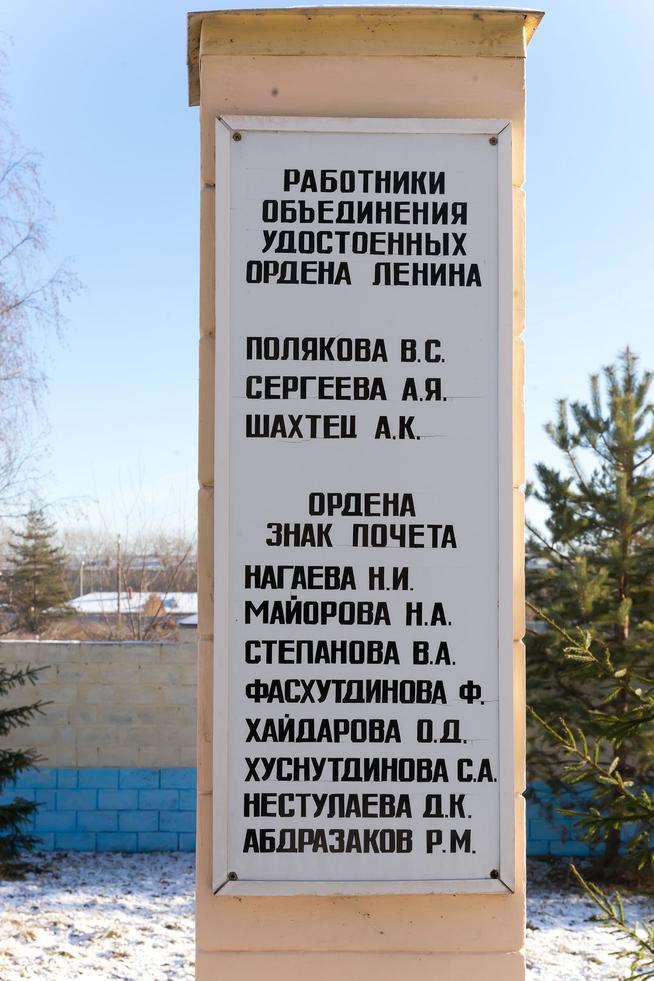 РАБОТНИКИ
ОБЪЕДИНЕНИЯ
УДОСТОЕННЫХ
ОРДЕНА ЛЕНИНА
ПОЛЯКОВА В.С.
СЕРГЕЕВА А.Я.
ШАХТЕЦ А.К.
ОРДЕНА
ЗНАК ПОЧЕТА
НАГАЕВА Н.И.
МАЙОРОВА Н.А.
СТЕПАНОВА В.А.
ФАСХУТДИНОВА Ф.
ХАЙДАРОВА О.Д.
ХУСНУТДИНОВА С.А.
НЕСТУЛАЕВА Д.К.
АБДРАЗАКОВ Р.М.